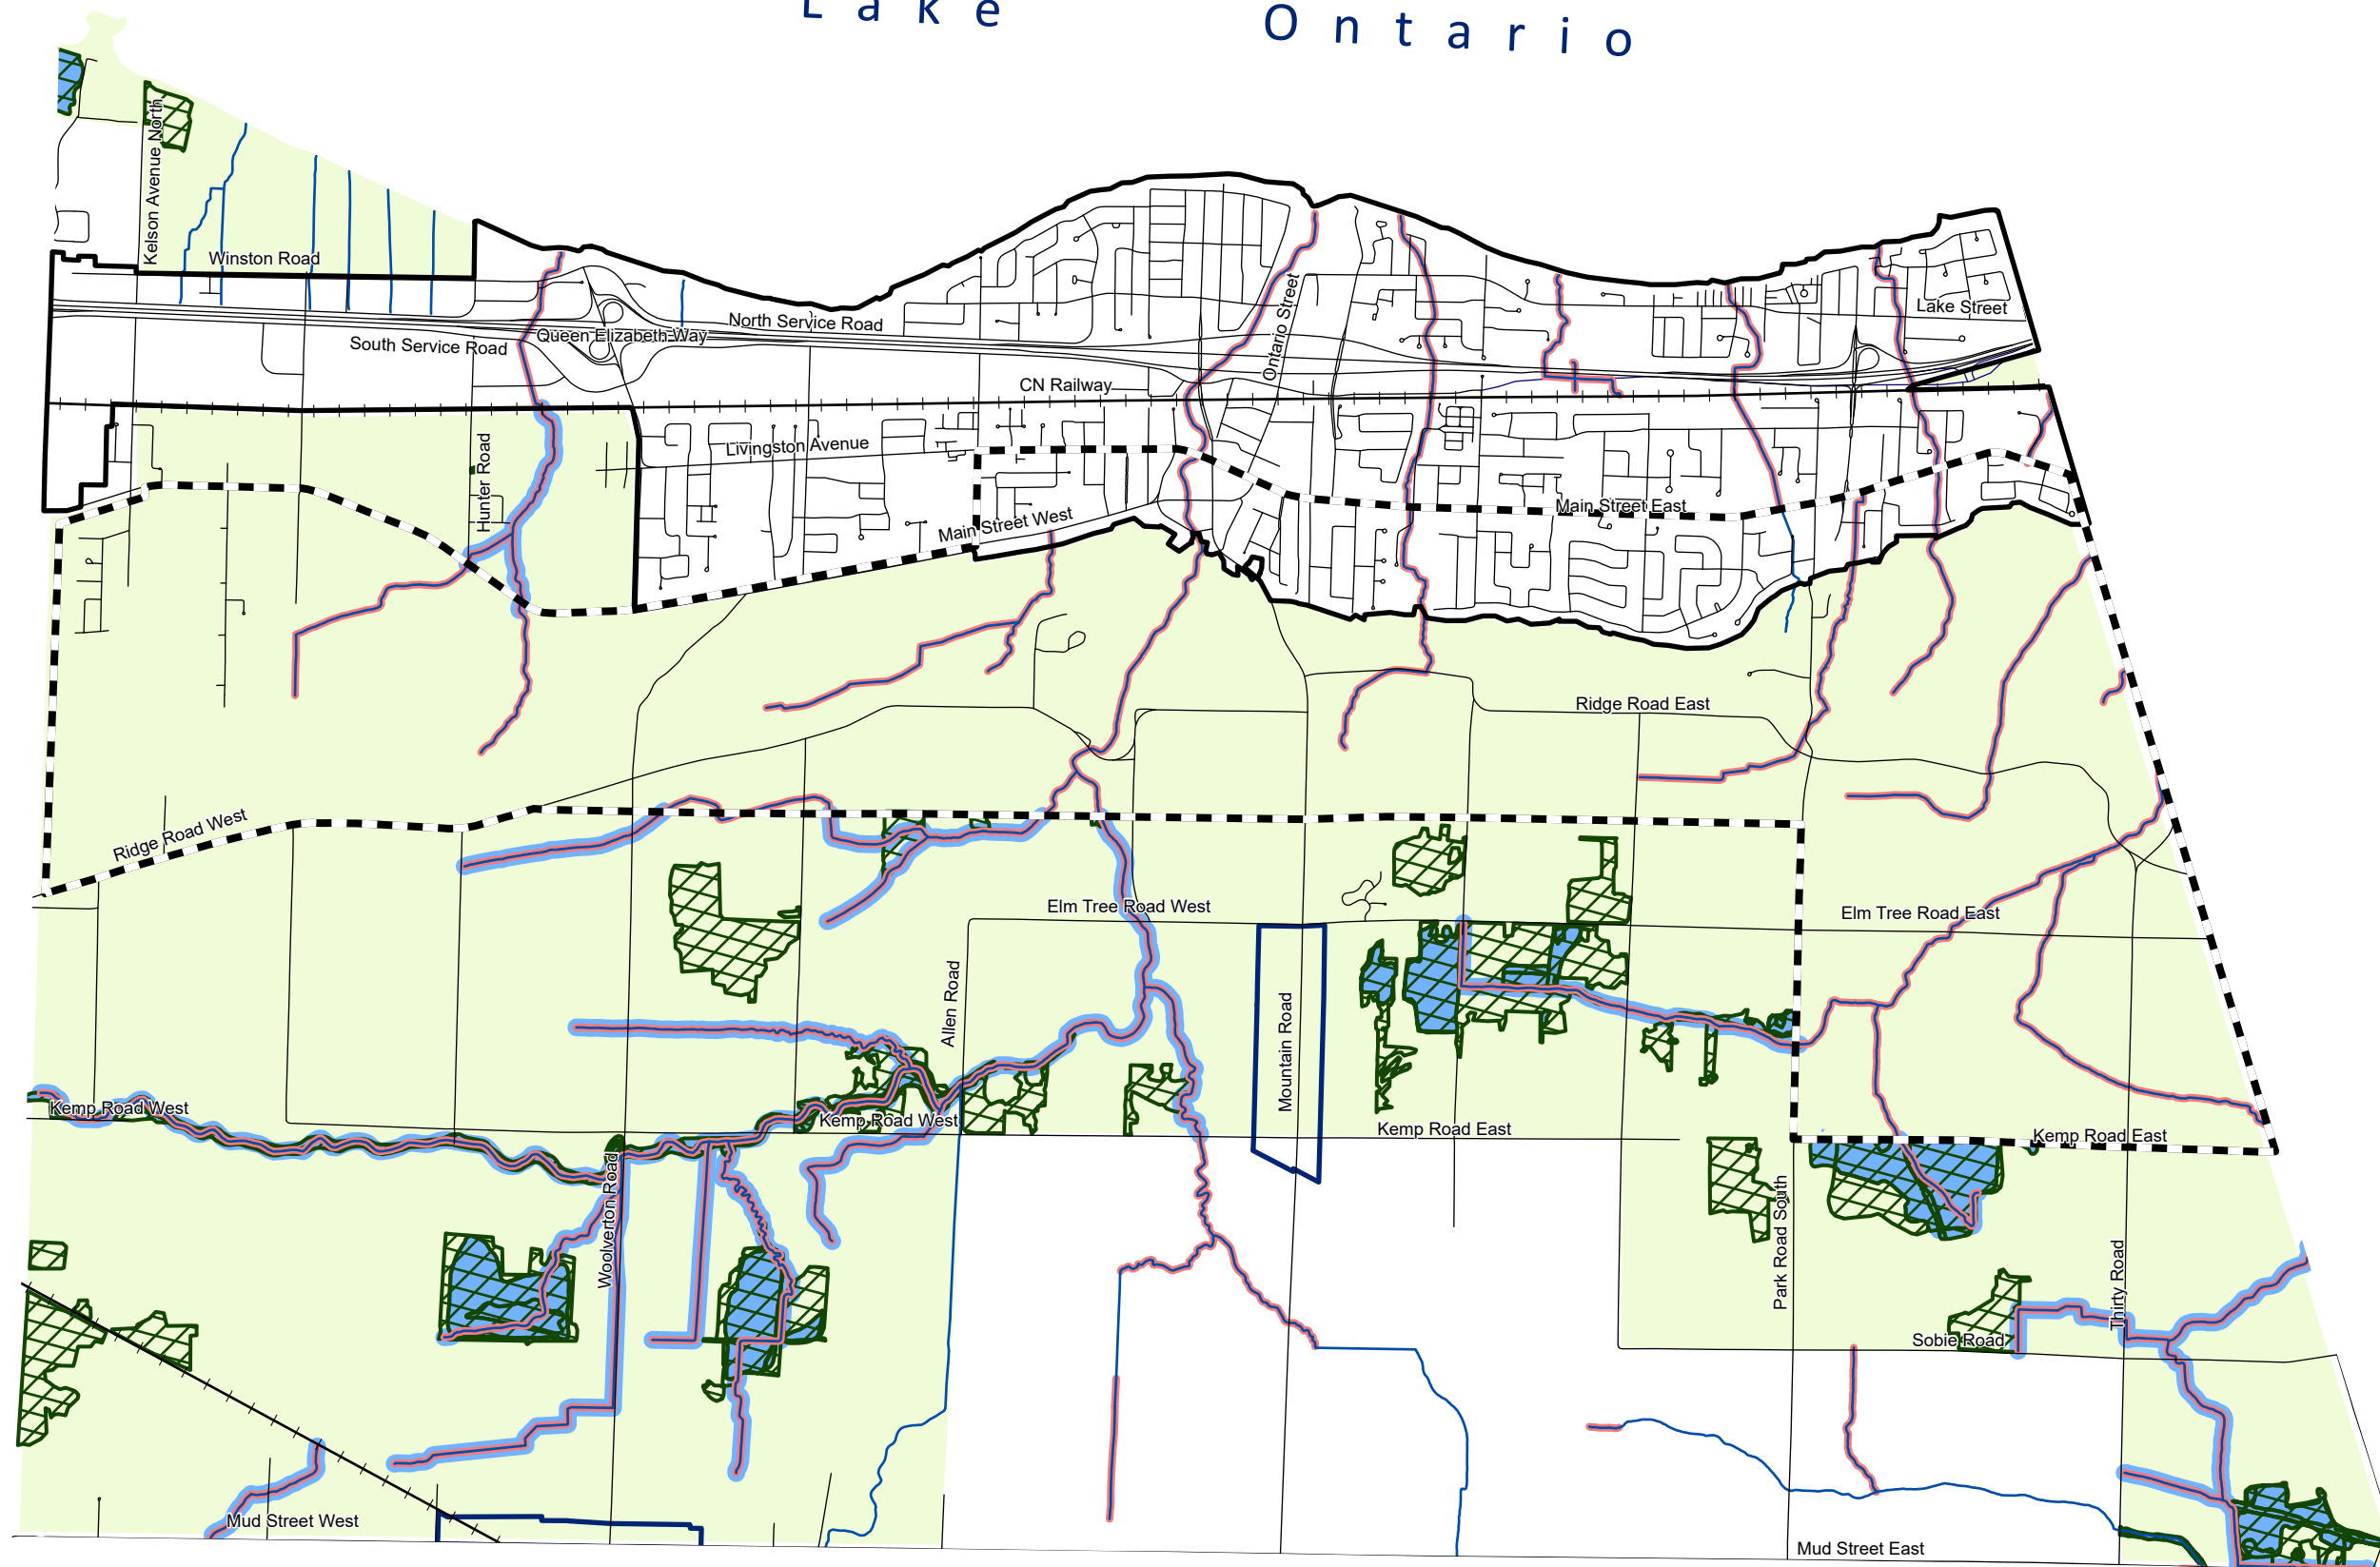 Lake Ontario
Kelson Avenue North
Winston Road
Lake Street
North Service Road
Queen Elizabeth Way
South Service Road
Ontario Street
CN Railway
Hunter Road
Livingston Avenue
Main Street West
Main Street East
Ridge Road East
Ridge Road West
Elm Tree Road West
Elm Tree Road East
Allen Road
Mountain Road
Kemp Road West
Kemp Road West
Kemp Road East
Kemp Road East
Woolverton Road
Park Road South
Thirty Road
Sobie Road
Mud Street West
Mud Street East